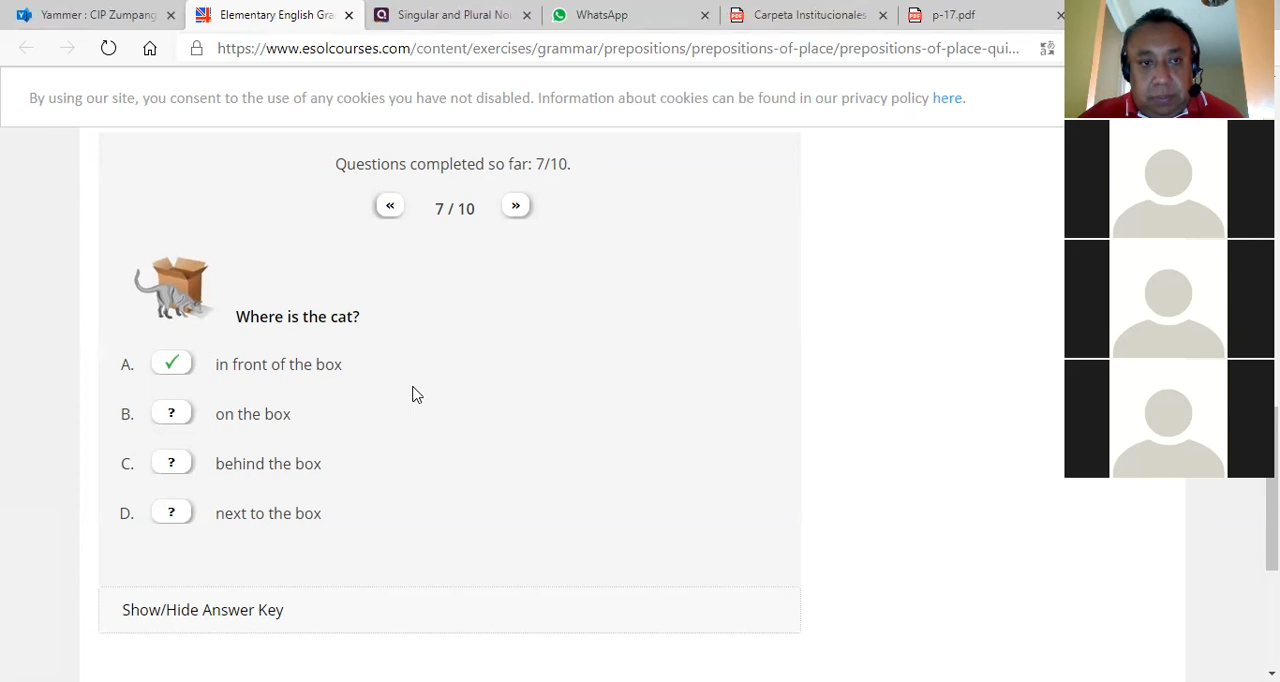 Yammer : CIP Zumpang
Elementary English Gra
Singular and Plural No
WhatsApp
Carpeta Institucionales
p-17.pdf
https://www.esolcourses.com/content/exercises/grammar/prepositions/prepositions-of-place/prepositions-of-place-qui...
By using our site, you consent to the use of any cookies you have not disabled. Information about cookies can be found in our privacy policy here.
Questions completed so far: 7/10.
« 7 / 10 »
Where is the cat?
A. ✓ in front of the box
B. ? on the box
C. ? behind the box
D. ? next to the box
Show/Hide Answer Key